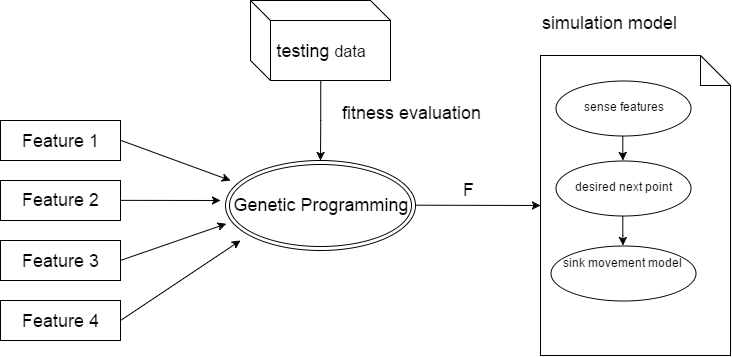 simulation model
testing data
fitness evaluation
sense features
Feature 1
desired next point
Feature 2
Genetic Programming
F
Feature 3
sink movement model
Feature 4